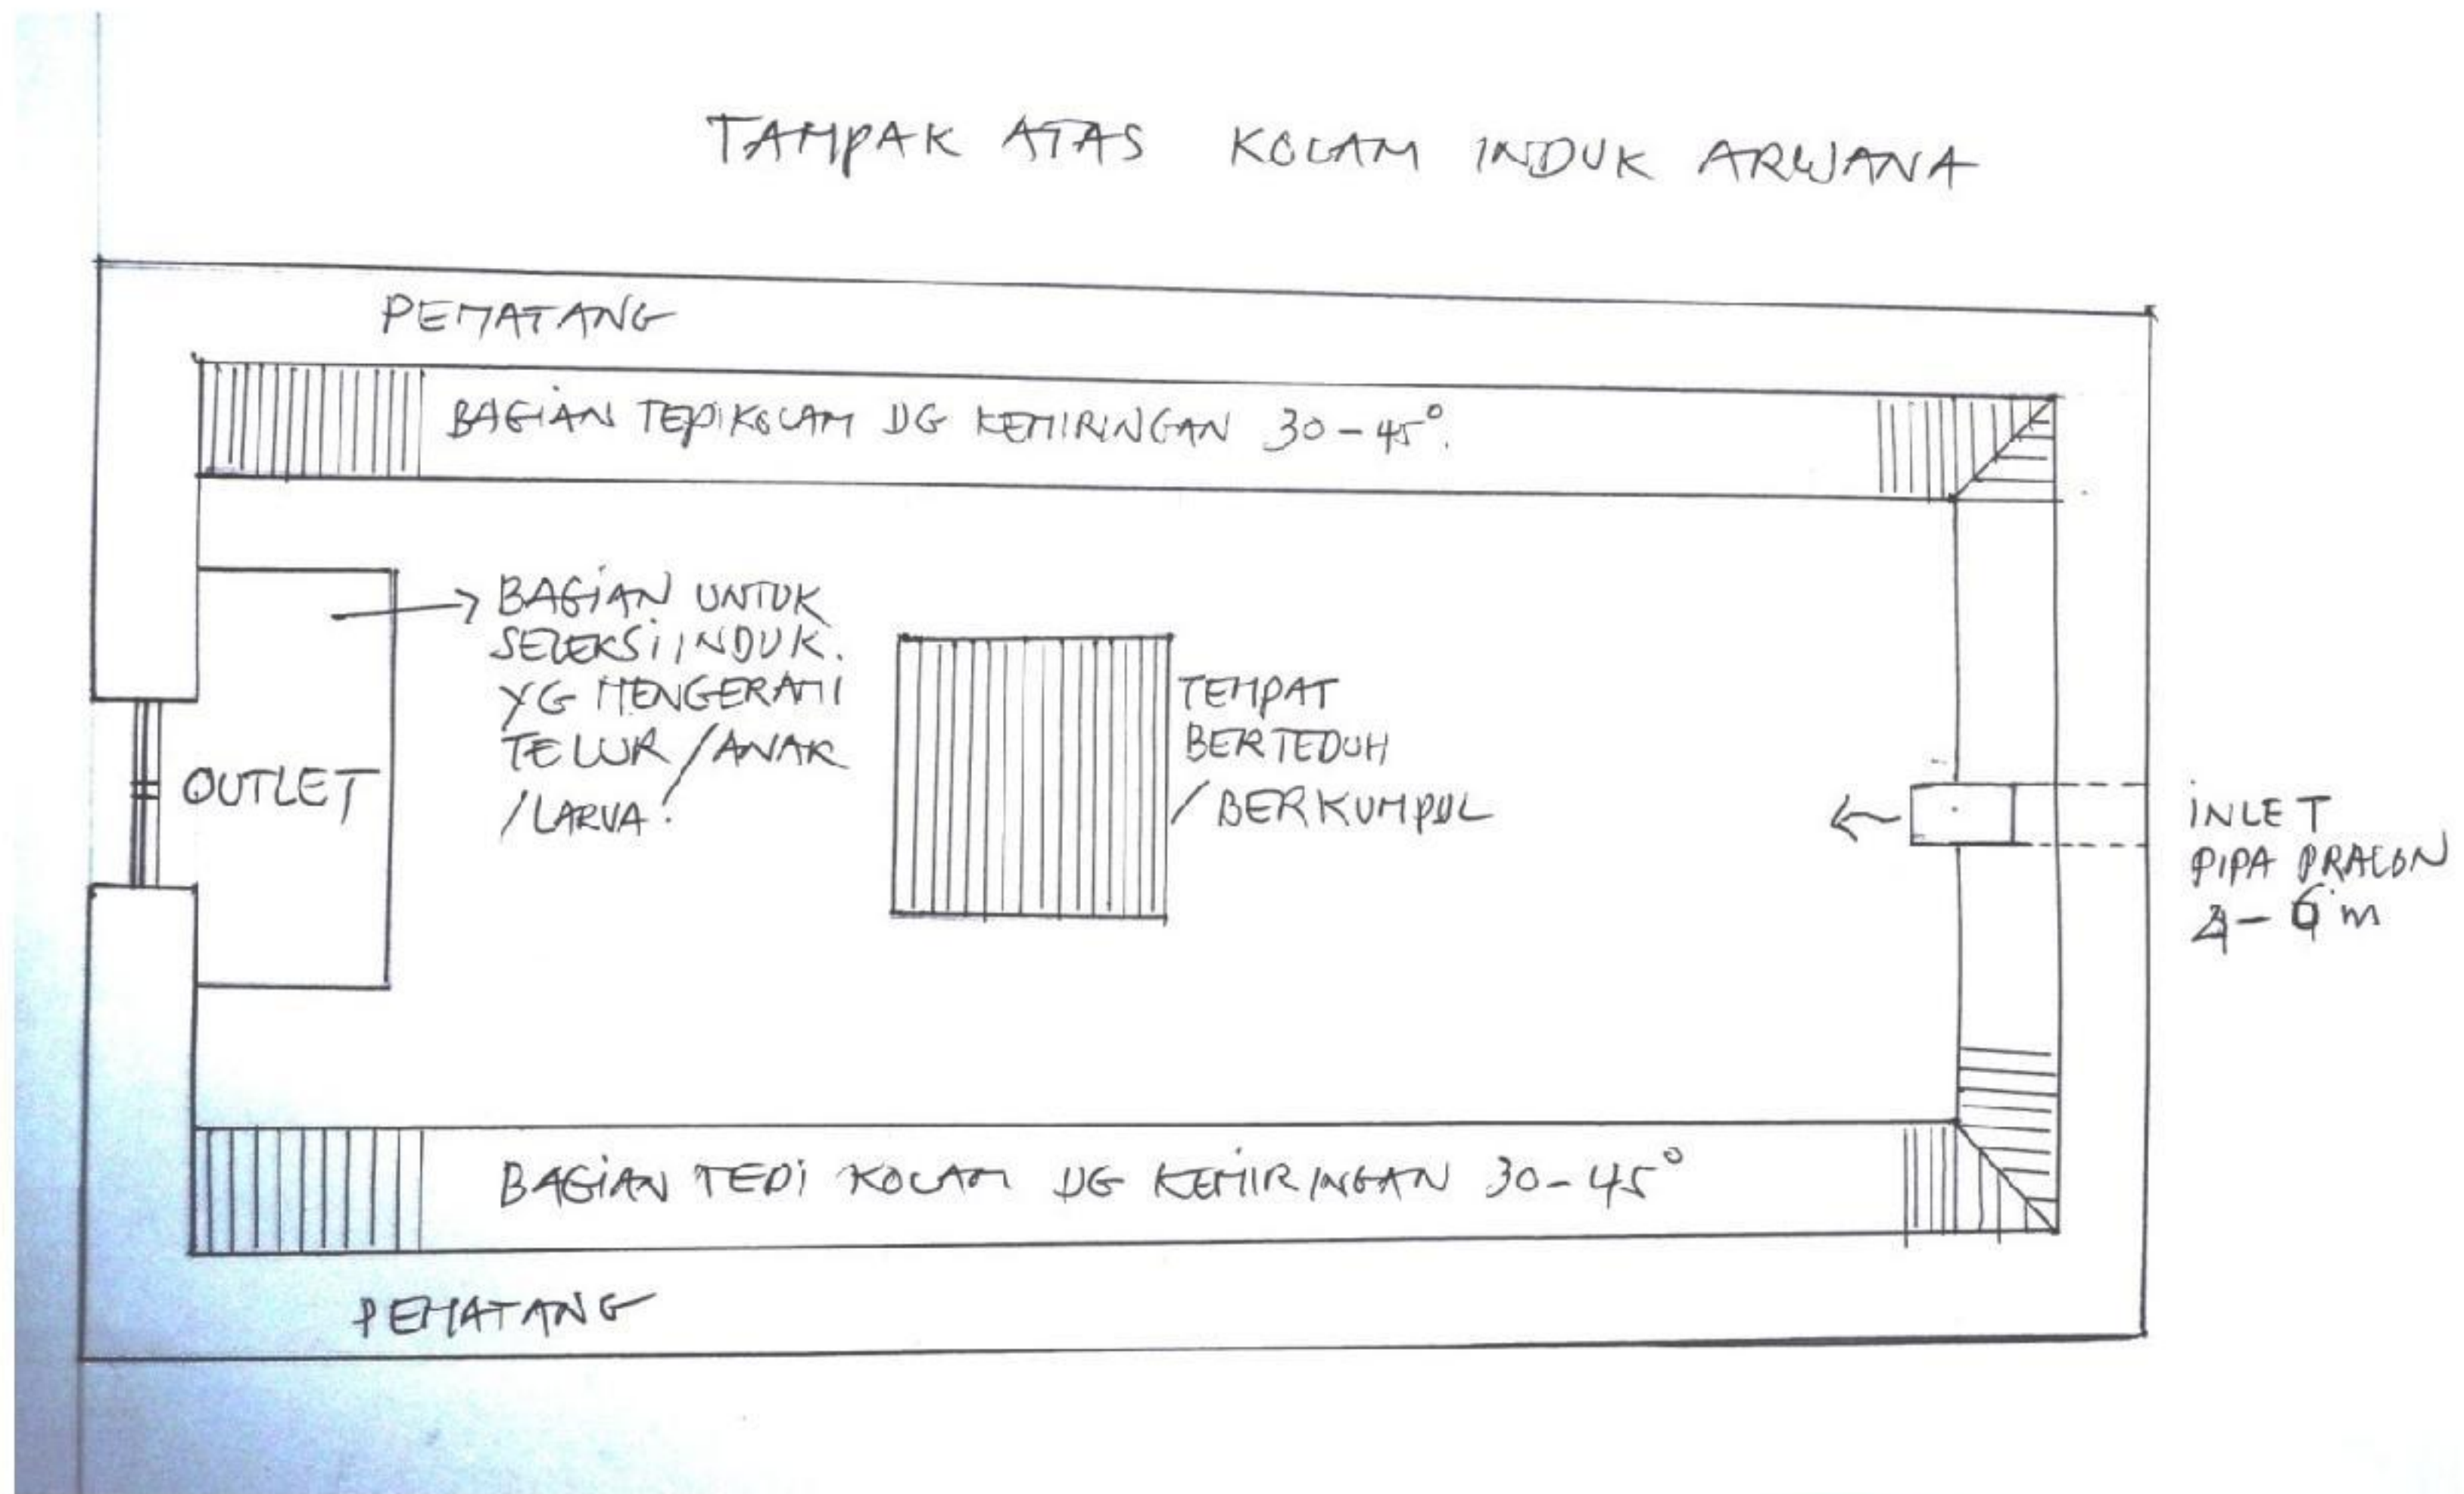 TAMPAK ATAS KOLAM INDUK ARWANA
PEMATANG
BAGIAN TEPI KOLAM DG KEMIRINGAN 30-45°.
BAGIAN UNTUK
SELEKSI INDUK.
YG MENGERAMI
TELUR/ANAK
/LARVA.
OUTLET
TEMPAT
BERTEDUH
/BERKUMPUL
INLET
PIPA PRALON
4-6 m
BAGIAN TEPI KOLAM DG KEMIRINGAN 30-45°
PEMATANG